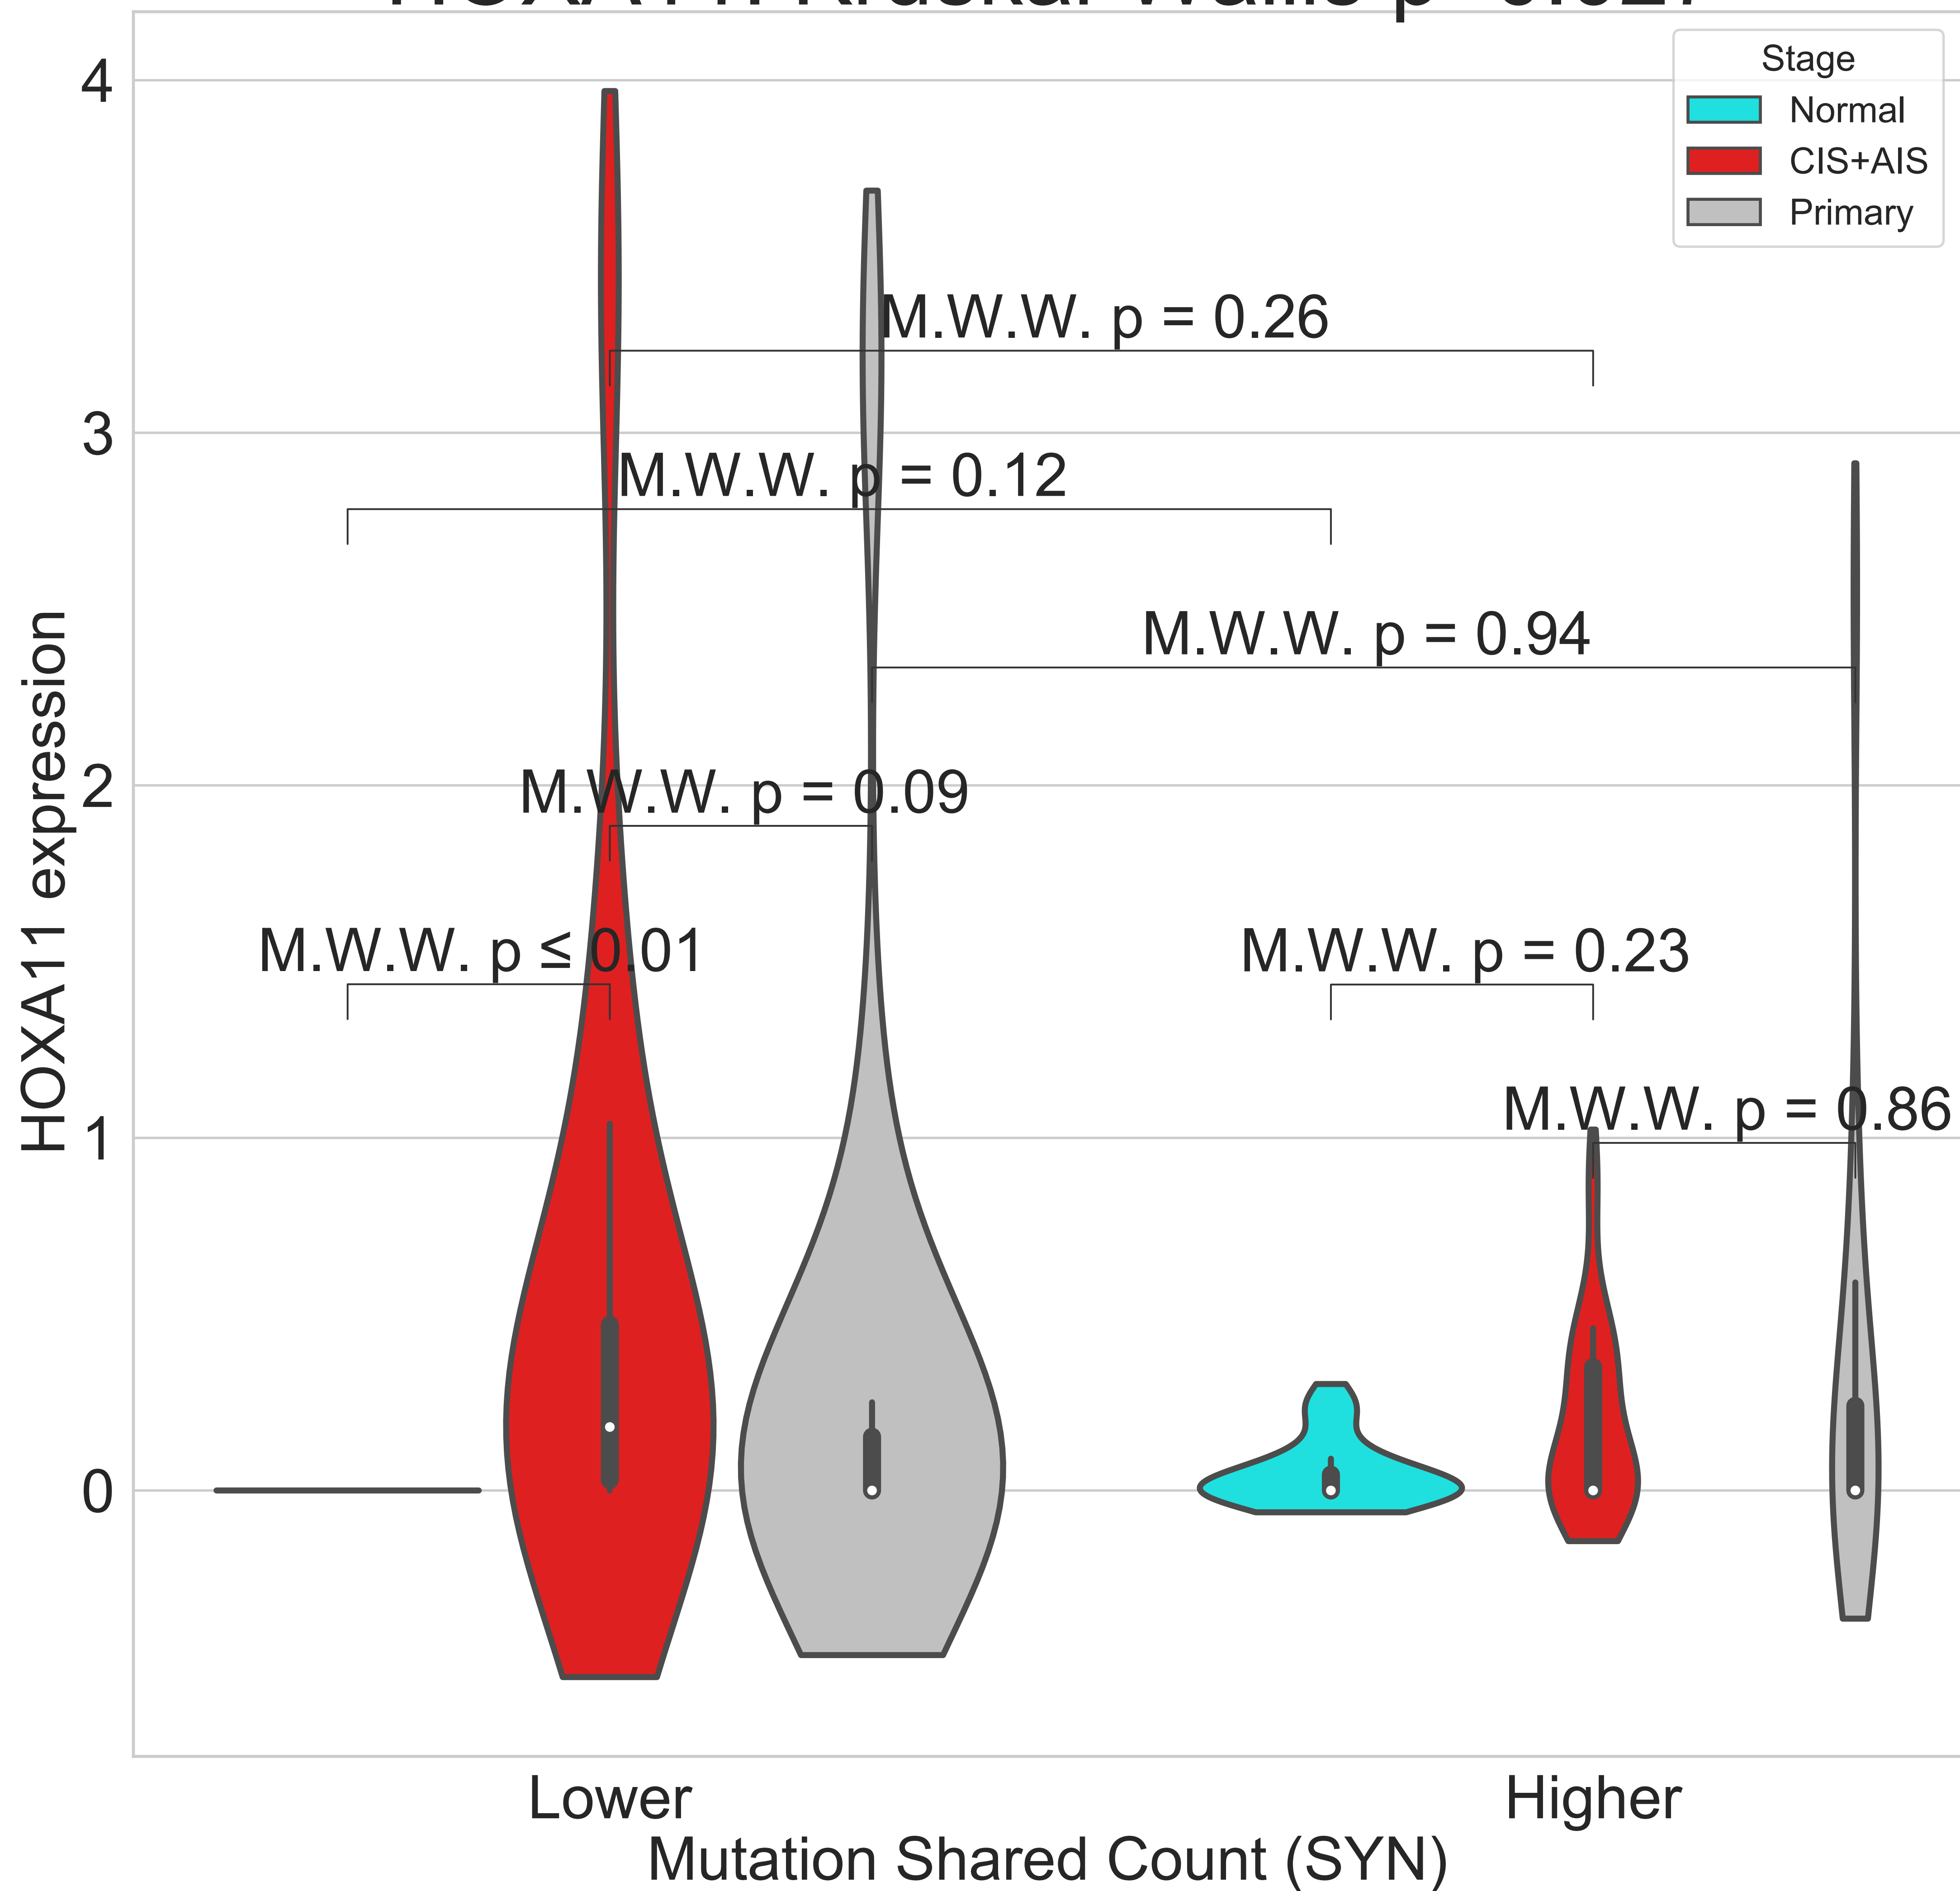 Stage
Normal
CIS+AIS
Primary
4
3
2
1
0
HOXA11 expression
M.W.W. p = 0.26
M.W.W. p = 0.12
M.W.W. p = 0.94
M.W.W. p = 0.09
M.W.W. p ≤ 0.01
M.W.W. p = 0.23
M.W.W. p = 0.86
Lower
Higher
Mutation Shared Count (SYN)